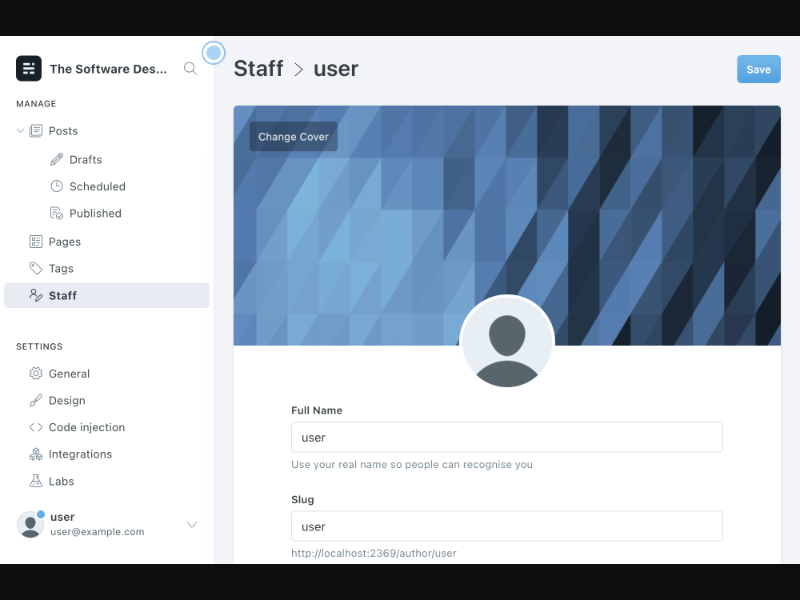 The Software Des...
MANAGE
Posts
Drafts
Scheduled
Published
Pages
Tags
Staff
SETTINGS
General
Design
Code injection
Integrations
Labs
user
user@example.com
Staff > user
Save
Change Cover
Full Name
user
Use your real name so people can recognise you
Slug
user
http://localhost:2369/author/user